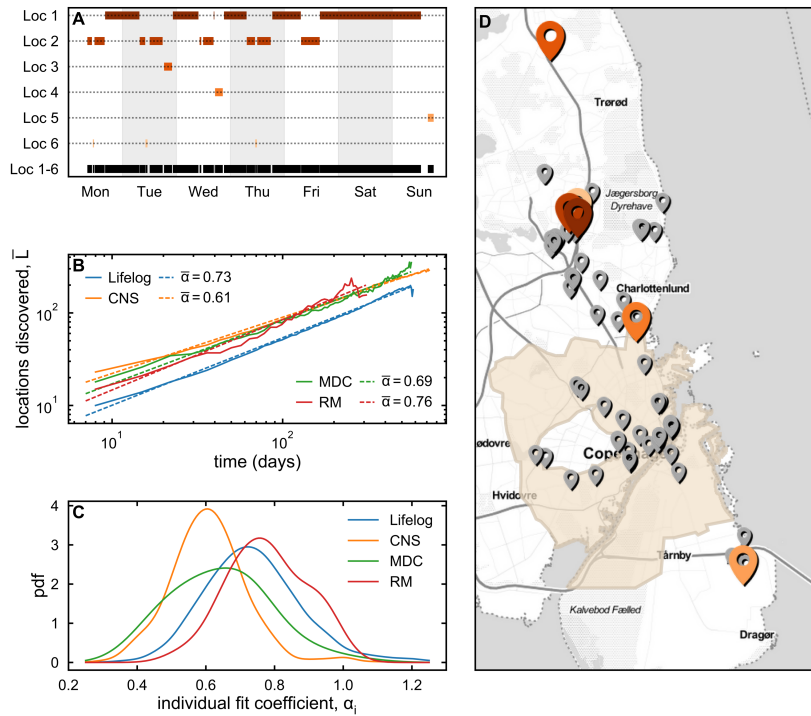 A
Loc 1
Loc 2
Loc 3
Loc 4
Loc 5
Loc 6
Loc 1-6
Mon Tue Wed Thu Fri Sat Sun
B
locations discovered, L̅
10²
10¹
Lifelog α̅ = 0.73
CNS α̅ = 0.61
MDC α̅ = 0.69
RM α̅ = 0.76
10¹ 10²
time (days)
C
pdf
4
3
2
1
0
Lifelog
CNS
MDC
RM
0.2 0.4 0.6 0.8 1.0 1.2
individual fit coefficient, αᵢ
D
Trørød
Jægersborg
Dyrehave
Charlottenlund
ødovre
Hvidovre
Tårnby
Kalvebod Fælled
Dragør